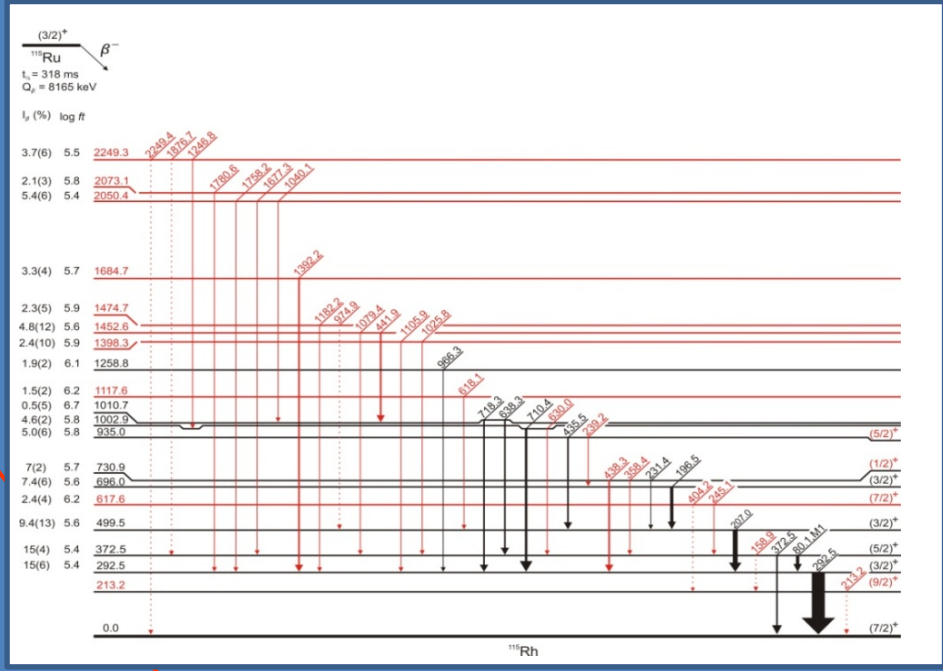 (3/2)⁺
β⁻
¹¹⁵Ru
t½ = 318 ms
Qᵦ = 8165 keV
Iᵦ (%) log ft
3.7(6) 5.5 2249.3 2249.4 1876.7 1246.8
2.1(3) 5.8 2073.1 1780.6 1758.2 1677.3 1040.1
5.4(6) 5.4 2050.4
3.3(4) 5.7 1684.7 1392.2
2.3(5) 5.9 1474.7 1182.2 974.9 1079.4 441.9 1105.9 1025.8
4.8(12) 5.6 1452.6
2.4(10) 5.9 1398.3
1.9(2) 6.1 1258.8 966.3
1.5(2) 6.2 1117.6 618.1
0.5(5) 6.7 1010.7 718.3 638.3 710.4 630.0
4.6(2) 5.8 1002.9 435.5 239.2
5.0(6) 5.8 935.0 (5/2)⁺
7(2) 5.7 730.9 438.3 358.4 231.4 196.5 (1/2)⁺
7.4(6) 5.6 696.0 (3/2)⁺
2.4(4) 6.2 617.6 404.2 245.1 (7/2)⁺
9.4(13) 5.6 499.5 207.0 (3/2)⁺
15(4) 5.4 372.5 158.9 372.5 80.1,M1 (5/2)⁺
15(6) 5.4 292.5 292.5 (3/2)⁺
213.2 213.2 (9/2)⁺
0.0 (7/2)⁺
¹¹⁵Rh